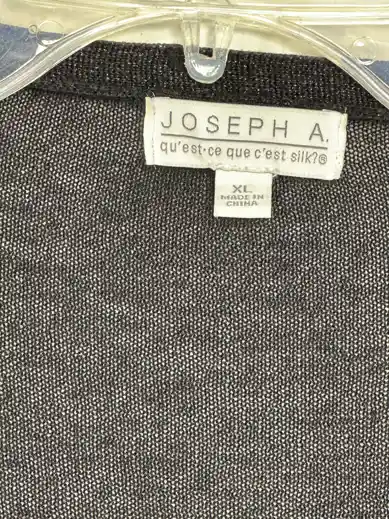 JOSEPH A.
qu'est-ce que c'est silk?®
XL
MADE IN
CHINA